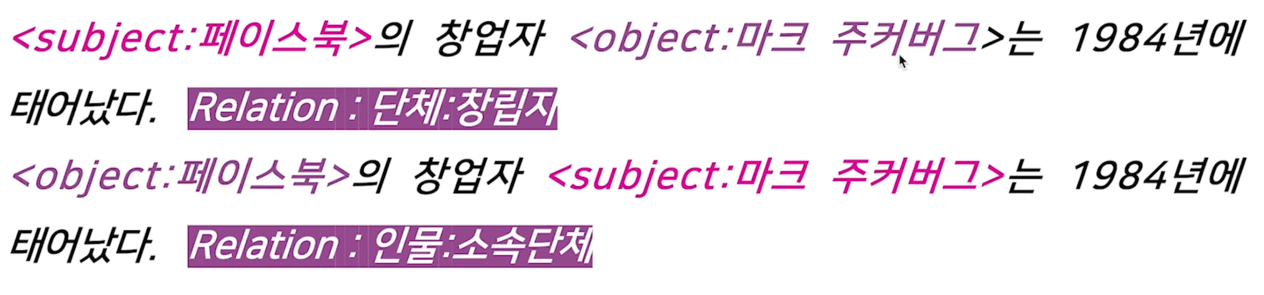 <subject:페이스북>의 창업자 <object:마크 주커버그>는 1984년에
태어났다. Relation : 단체:창립자
<object:페이스북>의 창업자 <subject:마크 주커버그>는 1984년에
태어났다. Relation : 인물:소속단체